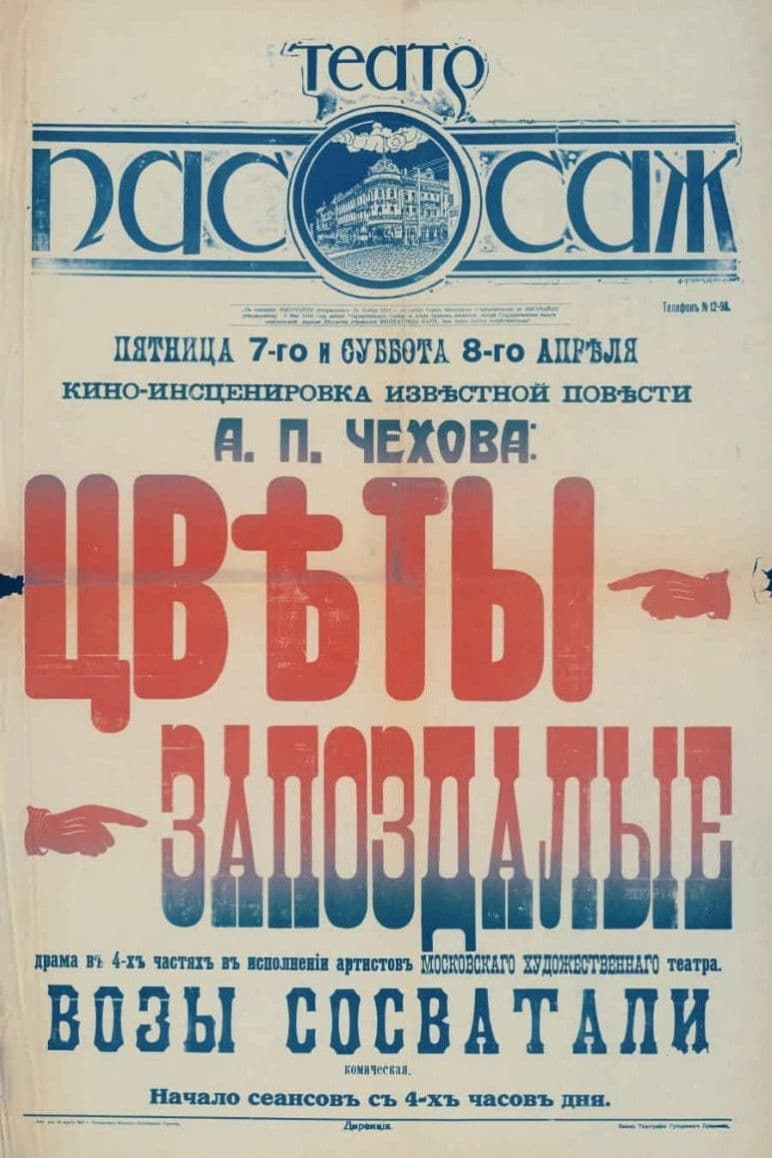 театр
пассаж
Телефонъ № 12-98.
ПЯТНИЦА 7-го и СУББОТА 8-го АПРѢЛЯ
КИНО-ИНСЦЕНИРОВКА ИЗВѢСТНОЙ ПОВѢСТИ
А. П. ЧЕХОВА:
ЦВѢТЫ
ЗАПОЗДАЛЫЕ
драма въ 4-хъ частяхъ въ исполненіи артистовъ МОСКОВСКАГО ХУДОЖЕСТВЕННАГО театра.
ВОЗЫ СОСВАТАЛИ
комическая.
Начало сеансовъ съ 4-хъ часовъ дня.
Дирекція.